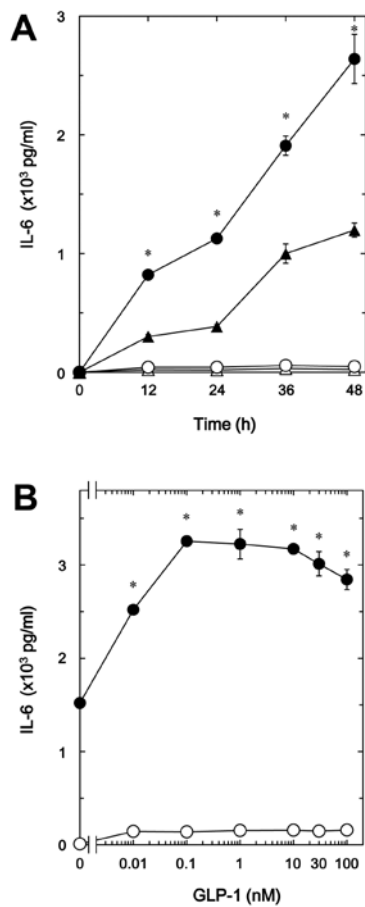 A
3
*
*
2
IL-6 (x10³ pg/ml)
*
1
*
0
0 12 24 36 48
Time (h)
B
* * * * *
3
*
2
IL-6 (x10³ pg/ml)
1
0
0 0.01 0.1 1 10 30 100
GLP-1 (nM)